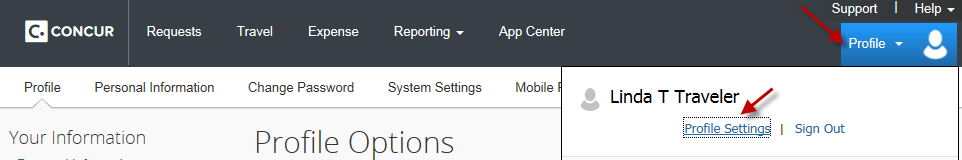 Support | Help
C. CONCUR Requests Travel Expense Reporting App Center Profile
Profile Personal Information Change Password System Settings Mobile
Linda T Traveler
Profile Settings | Sign Out
Your Information
Profile Options